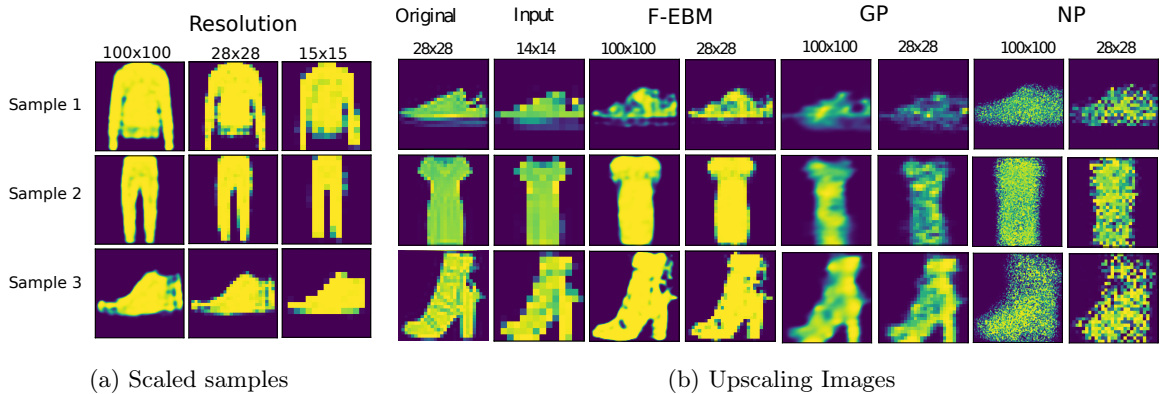 Resolution
100x100 28x28 15x15
Sample 1
Sample 2
Sample 3
(a) Scaled samples
Original Input F-EBM GP NP
28x28 14x14 100x100 28x28 100x100 28x28 100x100 28x28
(b) Upscaling Images